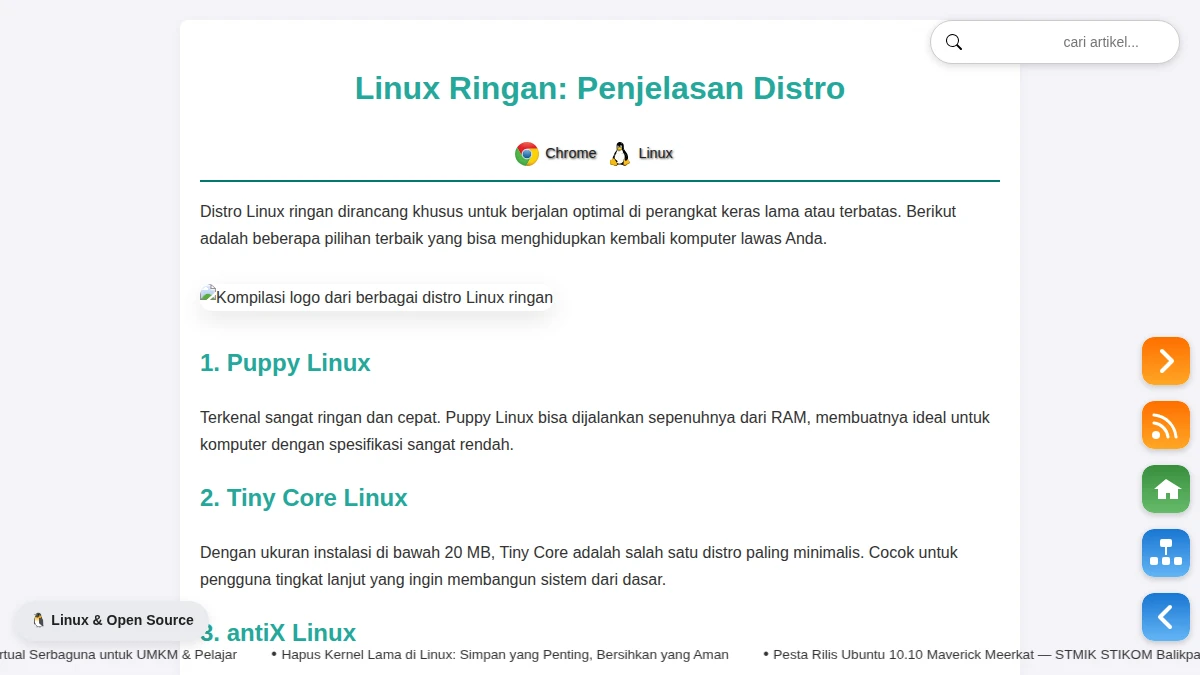 cari artikel...
Linux Ringan: Penjelasan Distro
Chrome Linux
Distro Linux ringan dirancang khusus untuk berjalan optimal di perangkat keras lama atau terbatas. Berikut
adalah beberapa pilihan terbaik yang bisa menghidupkan kembali komputer lawas Anda.
Kompilasi logo dari berbagai distro Linux ringan
1. Puppy Linux
Terkenal sangat ringan dan cepat. Puppy Linux bisa dijalankan sepenuhnya dari RAM, membuatnya ideal untuk
komputer dengan spesifikasi sangat rendah.
2. Tiny Core Linux
Dengan ukuran instalasi di bawah 20 MB, Tiny Core adalah salah satu distro paling minimalis. Cocok untuk
pengguna tingkat lanjut yang ingin membangun sistem dari dasar.
Linux & Open Source
3. antiX Linux
rtual Serbaguna untuk UMKM & Pelajar • Hapus Kernel Lama di Linux: Simpan yang Penting, Bersihkan yang Aman • Pesta Rilis Ubuntu 10.10 Maverick Meerkat — STMIK STIKOM Balikpa